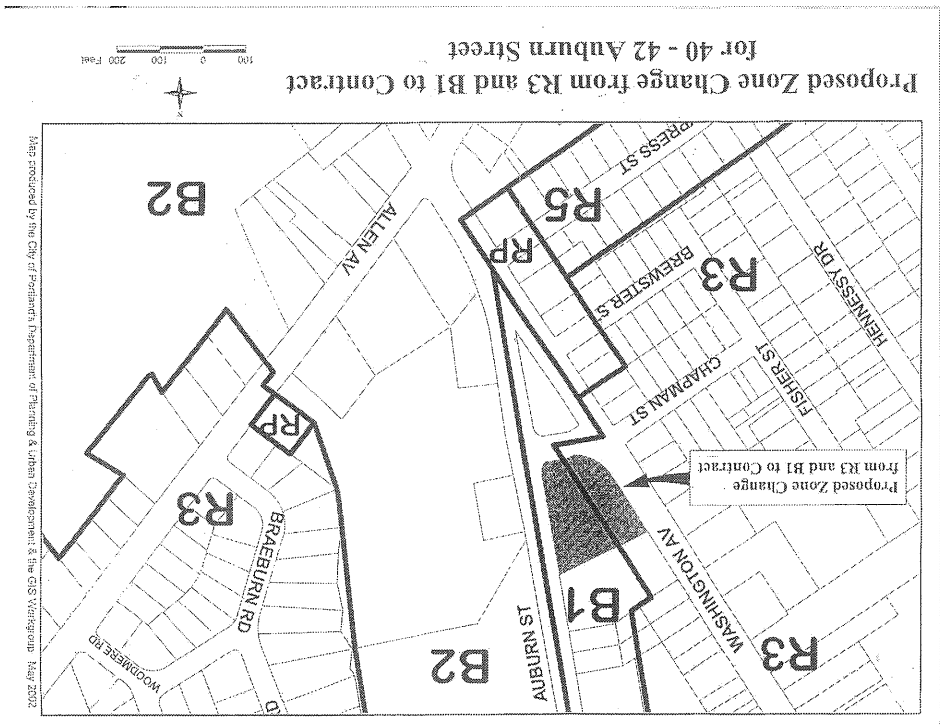 WOODMERE RD
BRAEBURN RD
R3
B2
AUBURN ST
B1
WASHINGTON AV
R3
Proposed Zone Change
from R3 and B1 to Contract
RP
CHAPMAN ST
FISHER ST
HENNESSY DR
BREWSTER S
R3
ALLEN AV
B2
RP
R5
PRESS ST
Proposed Zone Change from R3 and B1 to Contract
for 40 - 42 Auburn Street
N
100 0 100 200 Feet
Map produced by the City of Portland's Department of Planning & Urban Development & the GIS Workgroup May 2002